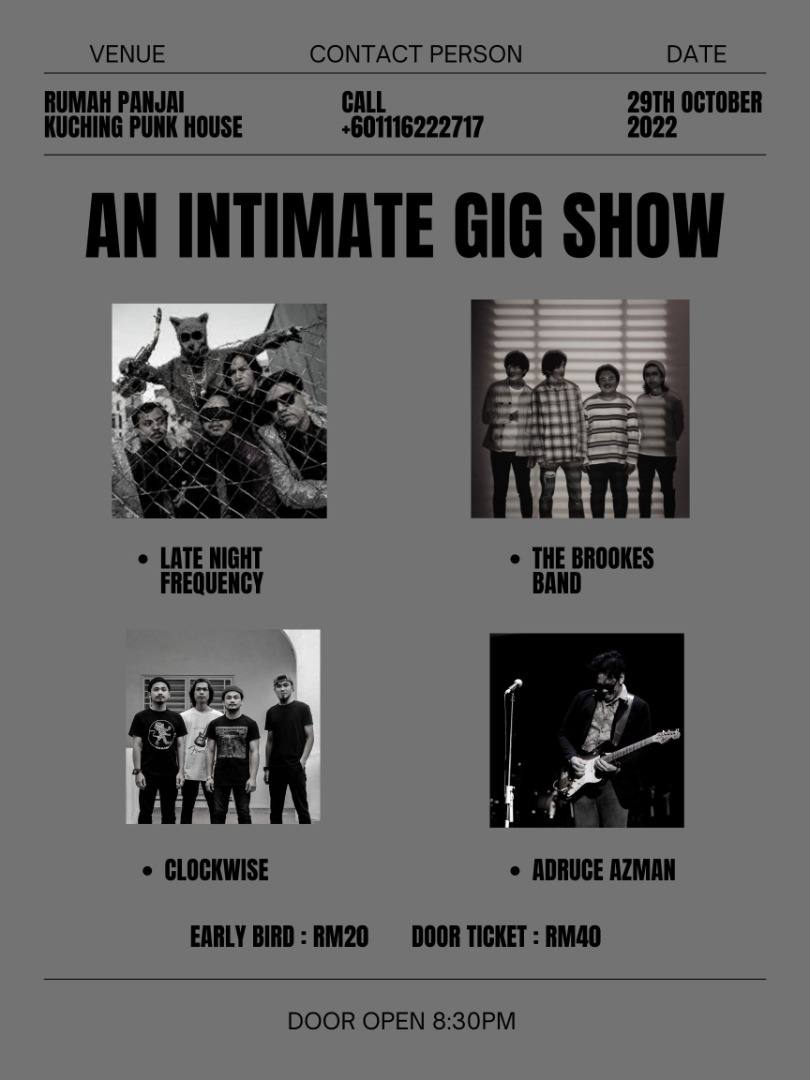 VENUE
CONTACT PERSON
DATE
RUMAH PANJAI
KUCHING PUNK HOUSE
CALL
+601116222717
29TH OCTOBER
2022
AN INTIMATE GIG SHOW
• LATE NIGHT
FREQUENCY
• THE BROOKES
BAND
• CLOCKWISE
• ADRUCE AZMAN
EARLY BIRD : RM20
DOOR TICKET : RM40
DOOR OPEN 8:30PM